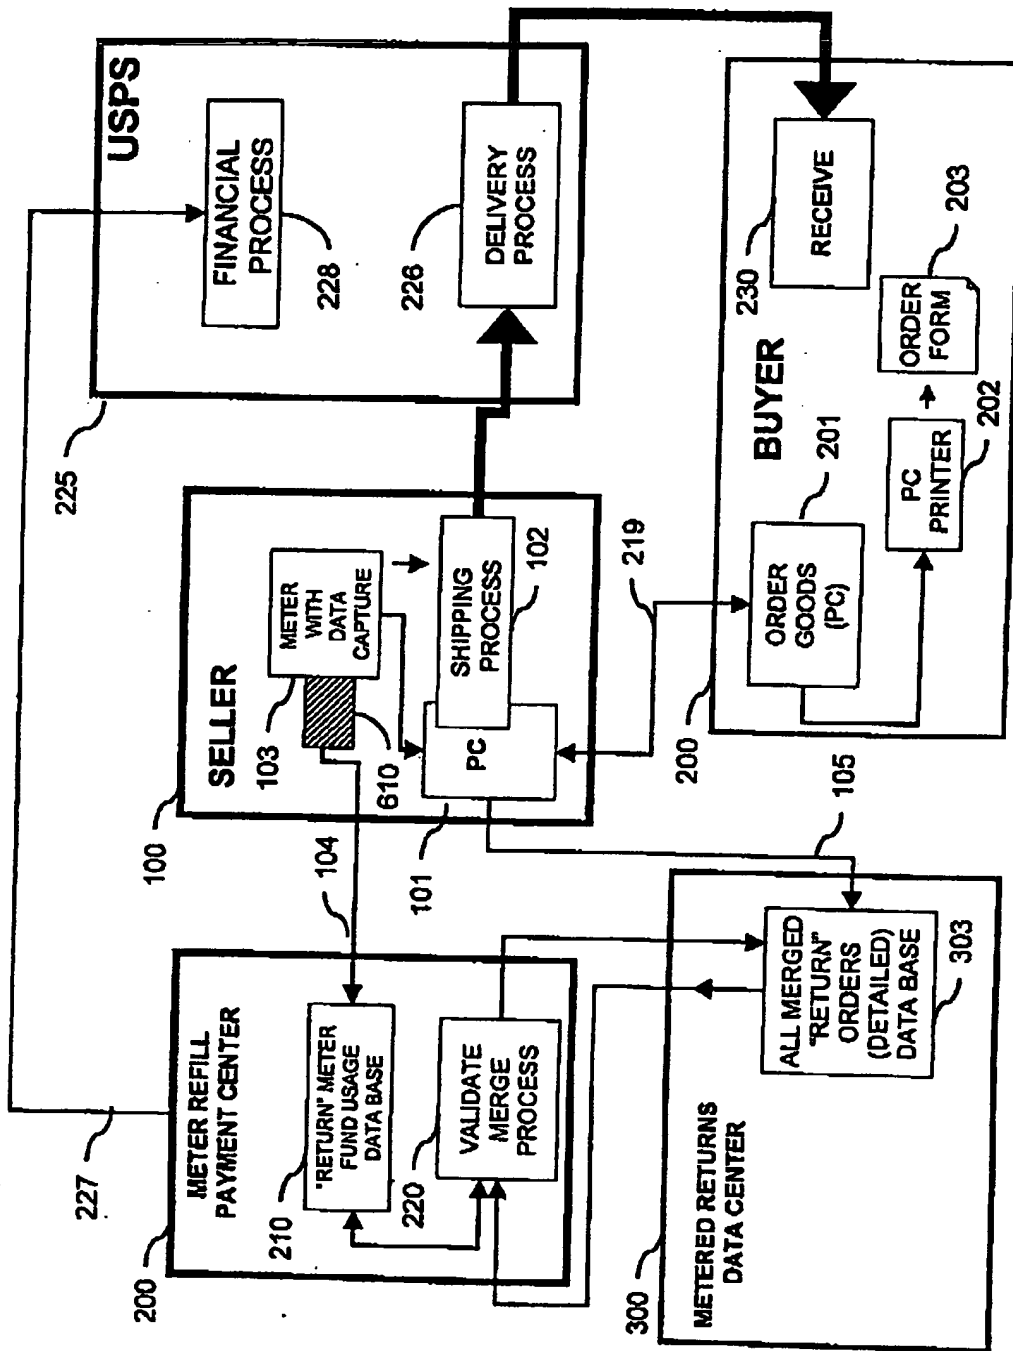 227
200
METER REFILL
PAYMENT CENTER
210
"RETURN" METER
FUND USAGE
DATA BASE
220
VALIDATE
MERGE
PROCESS
104
100
SELLER
103
METER
WITH
DATA
CAPTURE
610
101
PC
SHIPPING
PROCESS
102
225
USPS
FINANCIAL
PROCESS
228
226
DELIVERY
PROCESS
219
300
METERED RETURNS
DATA CENTER
ALL MERGED
"RETURN"
ORDERS
(DETAILED)
DATA BASE
303
105
200
BUYER
ORDER
GOODS
(PC)
201
PC
PRINTER
202
ORDER
FORM
203
230
RECEIVE